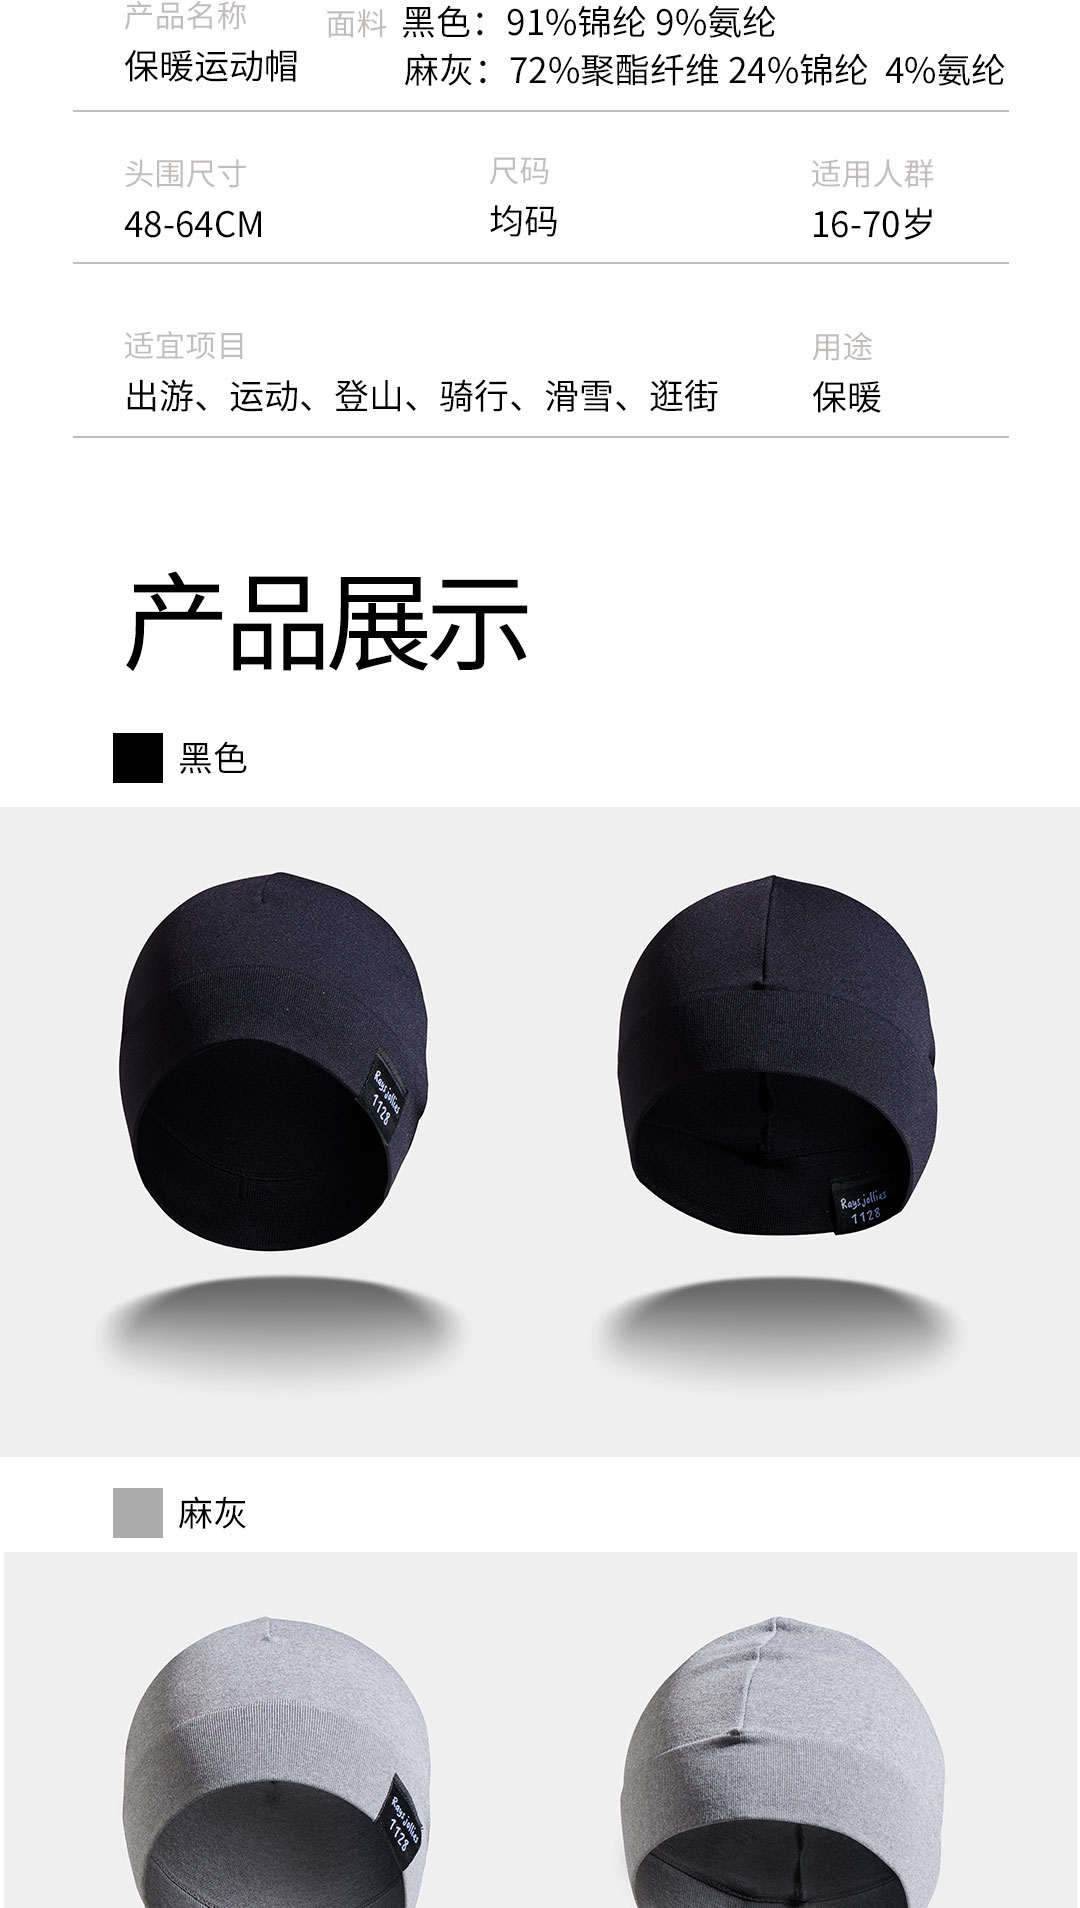 产品名称
保暖运动帽
面料 黑色：91%锦纶 9%氨纶
麻灰：72%聚酯纤维 24%锦纶 4%氨纶
头围尺寸
48-64CM
尺码
均码
适用人群
16-70岁
适宜项目
出游、运动、登山、骑行、滑雪、逛街
用途
保暖
产品展示
黑色
Rays jollies
1128
Rays jollies
1128
麻灰
Rays jollies
1128